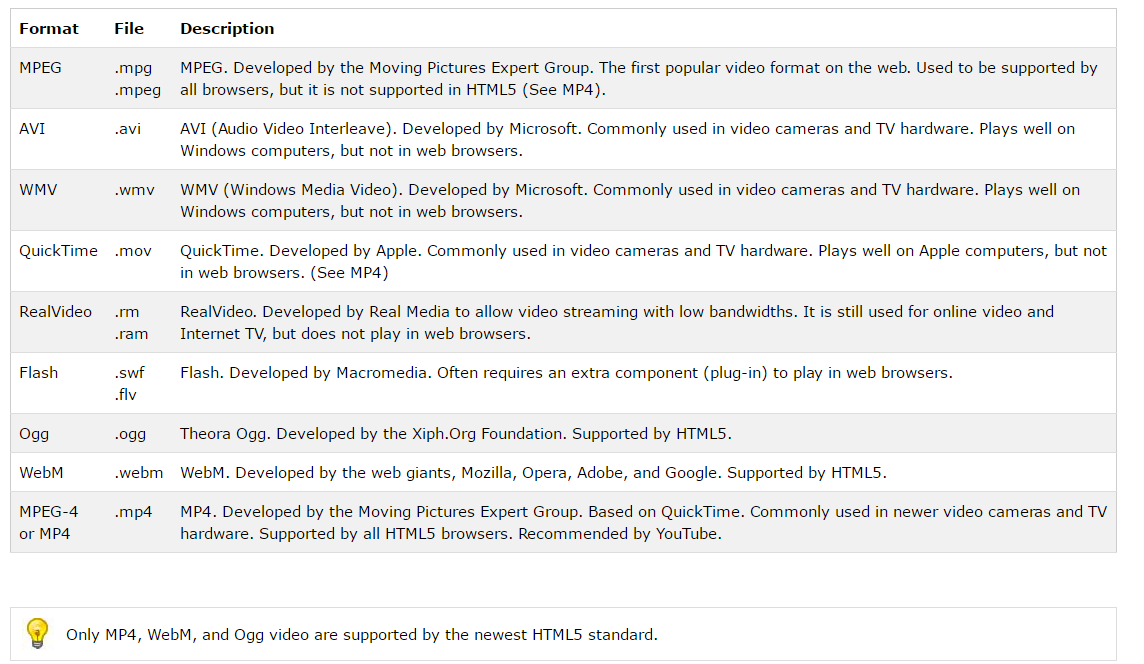 Format File Description
MPEG .mpg MPEG. Developed by the Moving Pictures Expert Group. The first popular video format on the web. Used to be supported by
.mpeg all browsers, but it is not supported in HTML5 (See MP4).
AVI .avi AVI (Audio Video Interleave). Developed by Microsoft. Commonly used in video cameras and TV hardware. Plays well on
Windows computers, but not in web browsers.
WMV .wmv WMV (Windows Media Video). Developed by Microsoft. Commonly used in video cameras and TV hardware. Plays well on
Windows computers, but not in web browsers.
QuickTime .mov QuickTime. Developed by Apple. Commonly used in video cameras and TV hardware. Plays well on Apple computers, but not
in web browsers. (See MP4)
RealVideo .rm RealVideo. Developed by Real Media to allow video streaming with low bandwidths. It is still used for online video and
.ram Internet TV, but does not play in web browsers.
Flash .swf Flash. Developed by Macromedia. Often requires an extra component (plug-in) to play in web browsers.
.flv
Ogg .ogg Theora Ogg. Developed by the Xiph.Org Foundation. Supported by HTML5.
WebM .webm WebM. Developed by the web giants, Mozilla, Opera, Adobe, and Google. Supported by HTML5.
MPEG-4 .mp4 MP4. Developed by the Moving Pictures Expert Group. Based on QuickTime. Commonly used in newer video cameras and TV
or MP4 hardware. Supported by all HTML5 browsers. Recommended by YouTube.
Only MP4, WebM, and Ogg video are supported by the newest HTML5 standard.